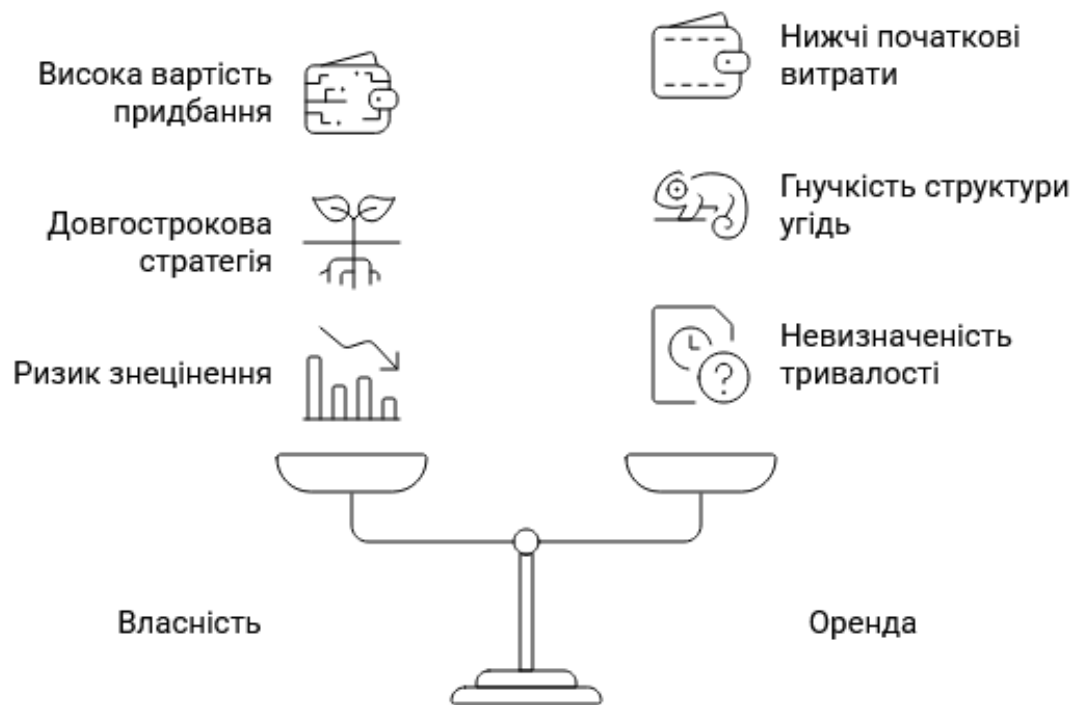 Висока вартість
придбання
Довгострокова
стратегія
Ризик знецінення
Нижчі початкові
витрати
Гнучкість структури
угідь
Невизначеність
тривалості
?
Власність
Оренда